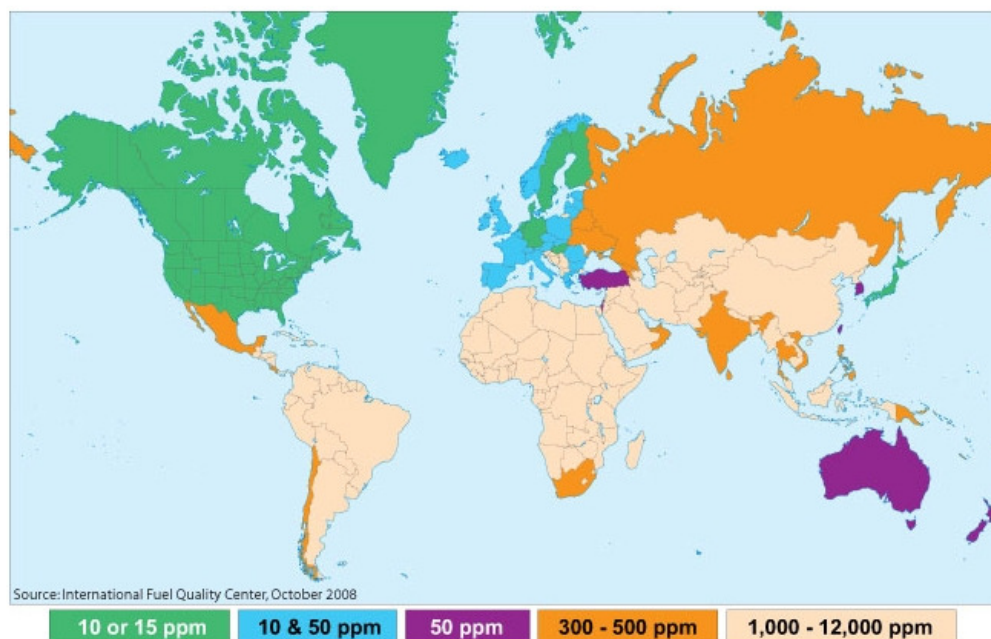 Source: International Fuel Quality Center, October 2008
10 or 15 ppm
10 & 50 ppm
50 ppm
300 - 500 ppm
1,000 - 12,000 ppm